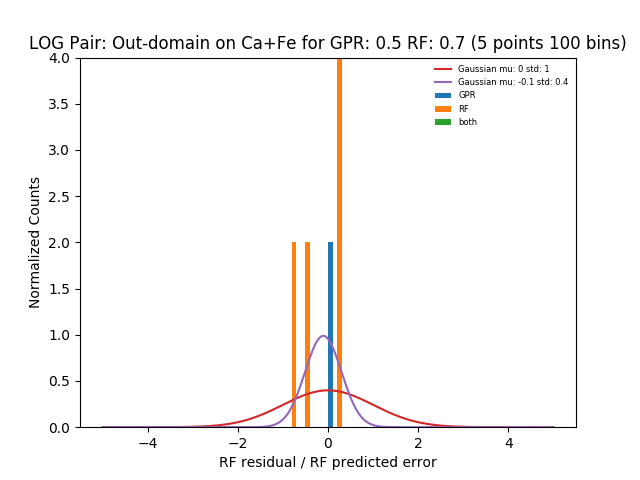 LOG Pair: Out-domain on Ca+Fe for GPR: 0.5 RF: 0.7 (5 points 100 bins)
4.0
3.5
3.0
2.5
2.0
1.5
1.0
0.5
0.0
Normalized Counts
Gaussian mu: 0 std: 1
Gaussian mu: -0.1 std: 0.4
GPR
RF
both
−4 −2 0 2 4
RF residual / RF predicted error